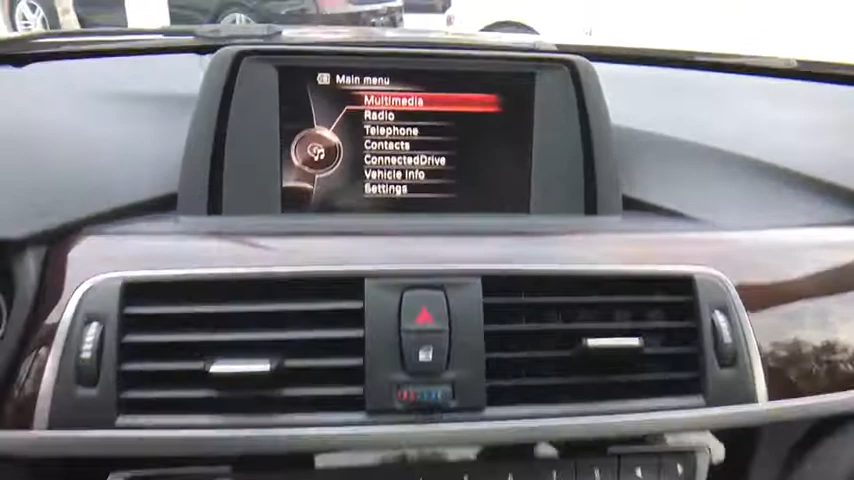 Main menu
Multimedia
Radio
Telephone
Contacts
ConnectedDrive
Vehicle info
Settings